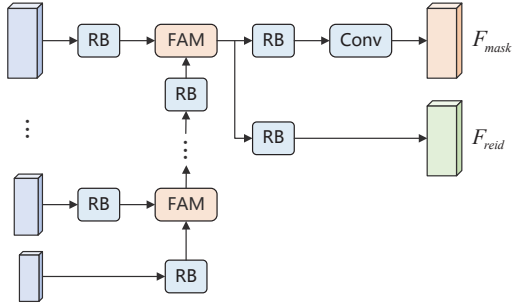 RB FAM RB Conv F_mask
RB
RB F_reid
⋮ ⋮
RB FAM
RB